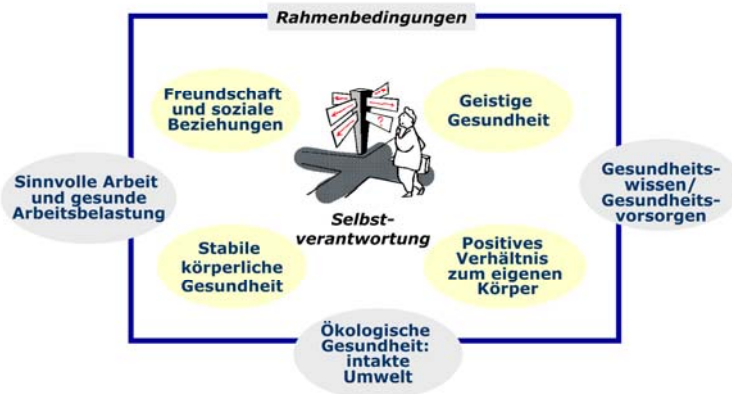 Rahmenbedingungen
Freundschaft
und soziale
Beziehungen
?
Geistige
Gesundheit
Sinnvolle Arbeit
und gesunde
Arbeitsbelastung
Gesundheits-
wissen/
Gesundheits-
vorsorgen
Selbst-
verantwortung
Stabile
körperliche
Gesundheit
Positives
Verhältnis
zum eigenen
Körper
Ökologische
Gesundheit:
intakte
Umwelt